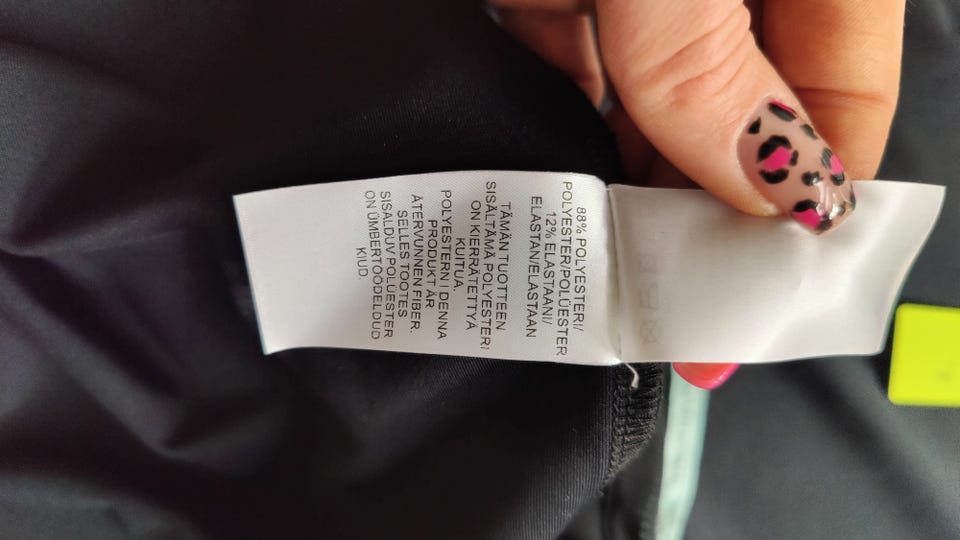 88% POLYESTERI/
POLYESTER/POLÜESTER
12% ELASTAANI/
ELASTAN/ELASTAAN
TÄMÄN TUOTTEEN
SISÄLTÄMÄ POLYESTERI
ON KIERRÄTETTYÄ
KUITUA.
POLYESTERN I DENNA
PRODUKT ÄR
ÅTERVUNNEN FIBER.
SELLES TOOTES
SISALDUV POLÜESTER
ON ÜMBERTÖÖDELDUD
KIUD.